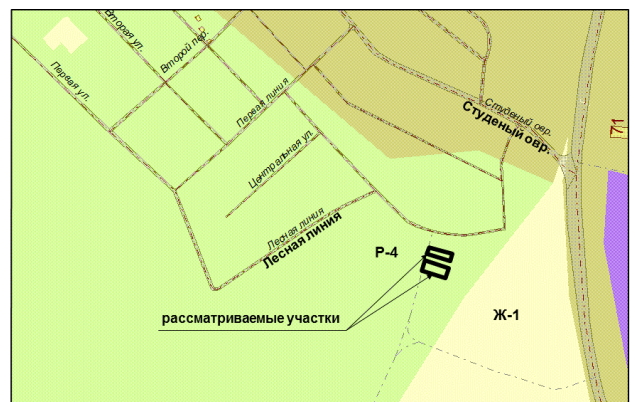 Вторая ул.
Второй пер.
Первая ул.
Первая линия
Студеный овр.
Студеный овр.
71
Центральная ул.
Лесная линия
Лесная линия
Р-4
рассматриваемые участки
Ж-1